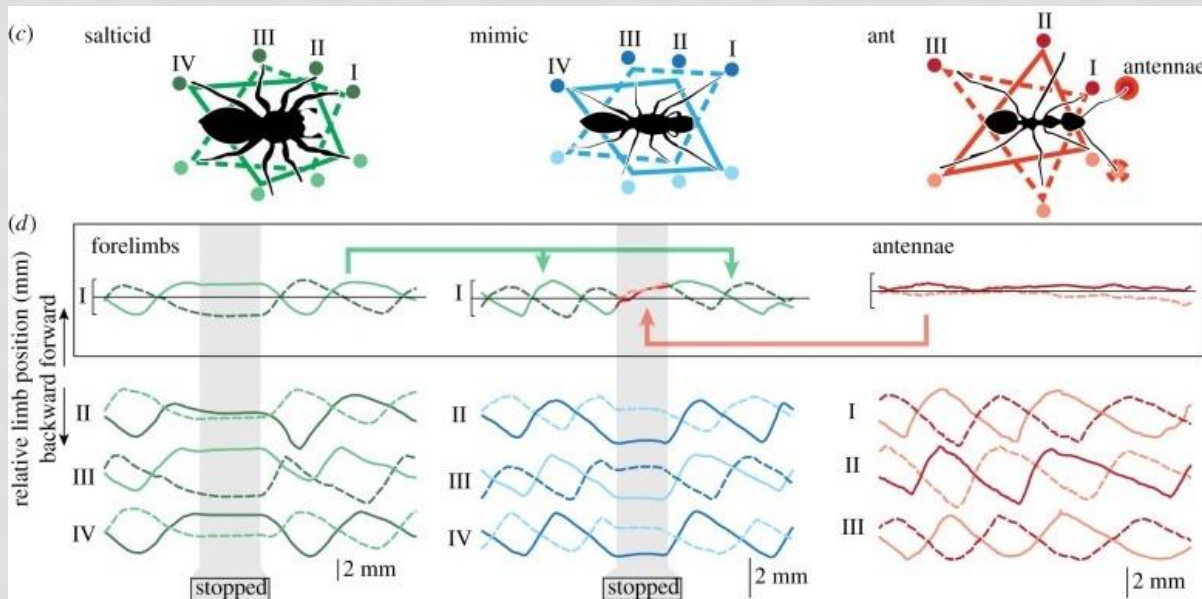 (c) salticid mimic ant
III II I IV
III II I IV
II III I antennae
(d) relative limb position (mm)
backward forward
forelimbs antennae
I I
II II I
III III II
IV IV III
2 mm 2 mm 2 mm
stopped stopped